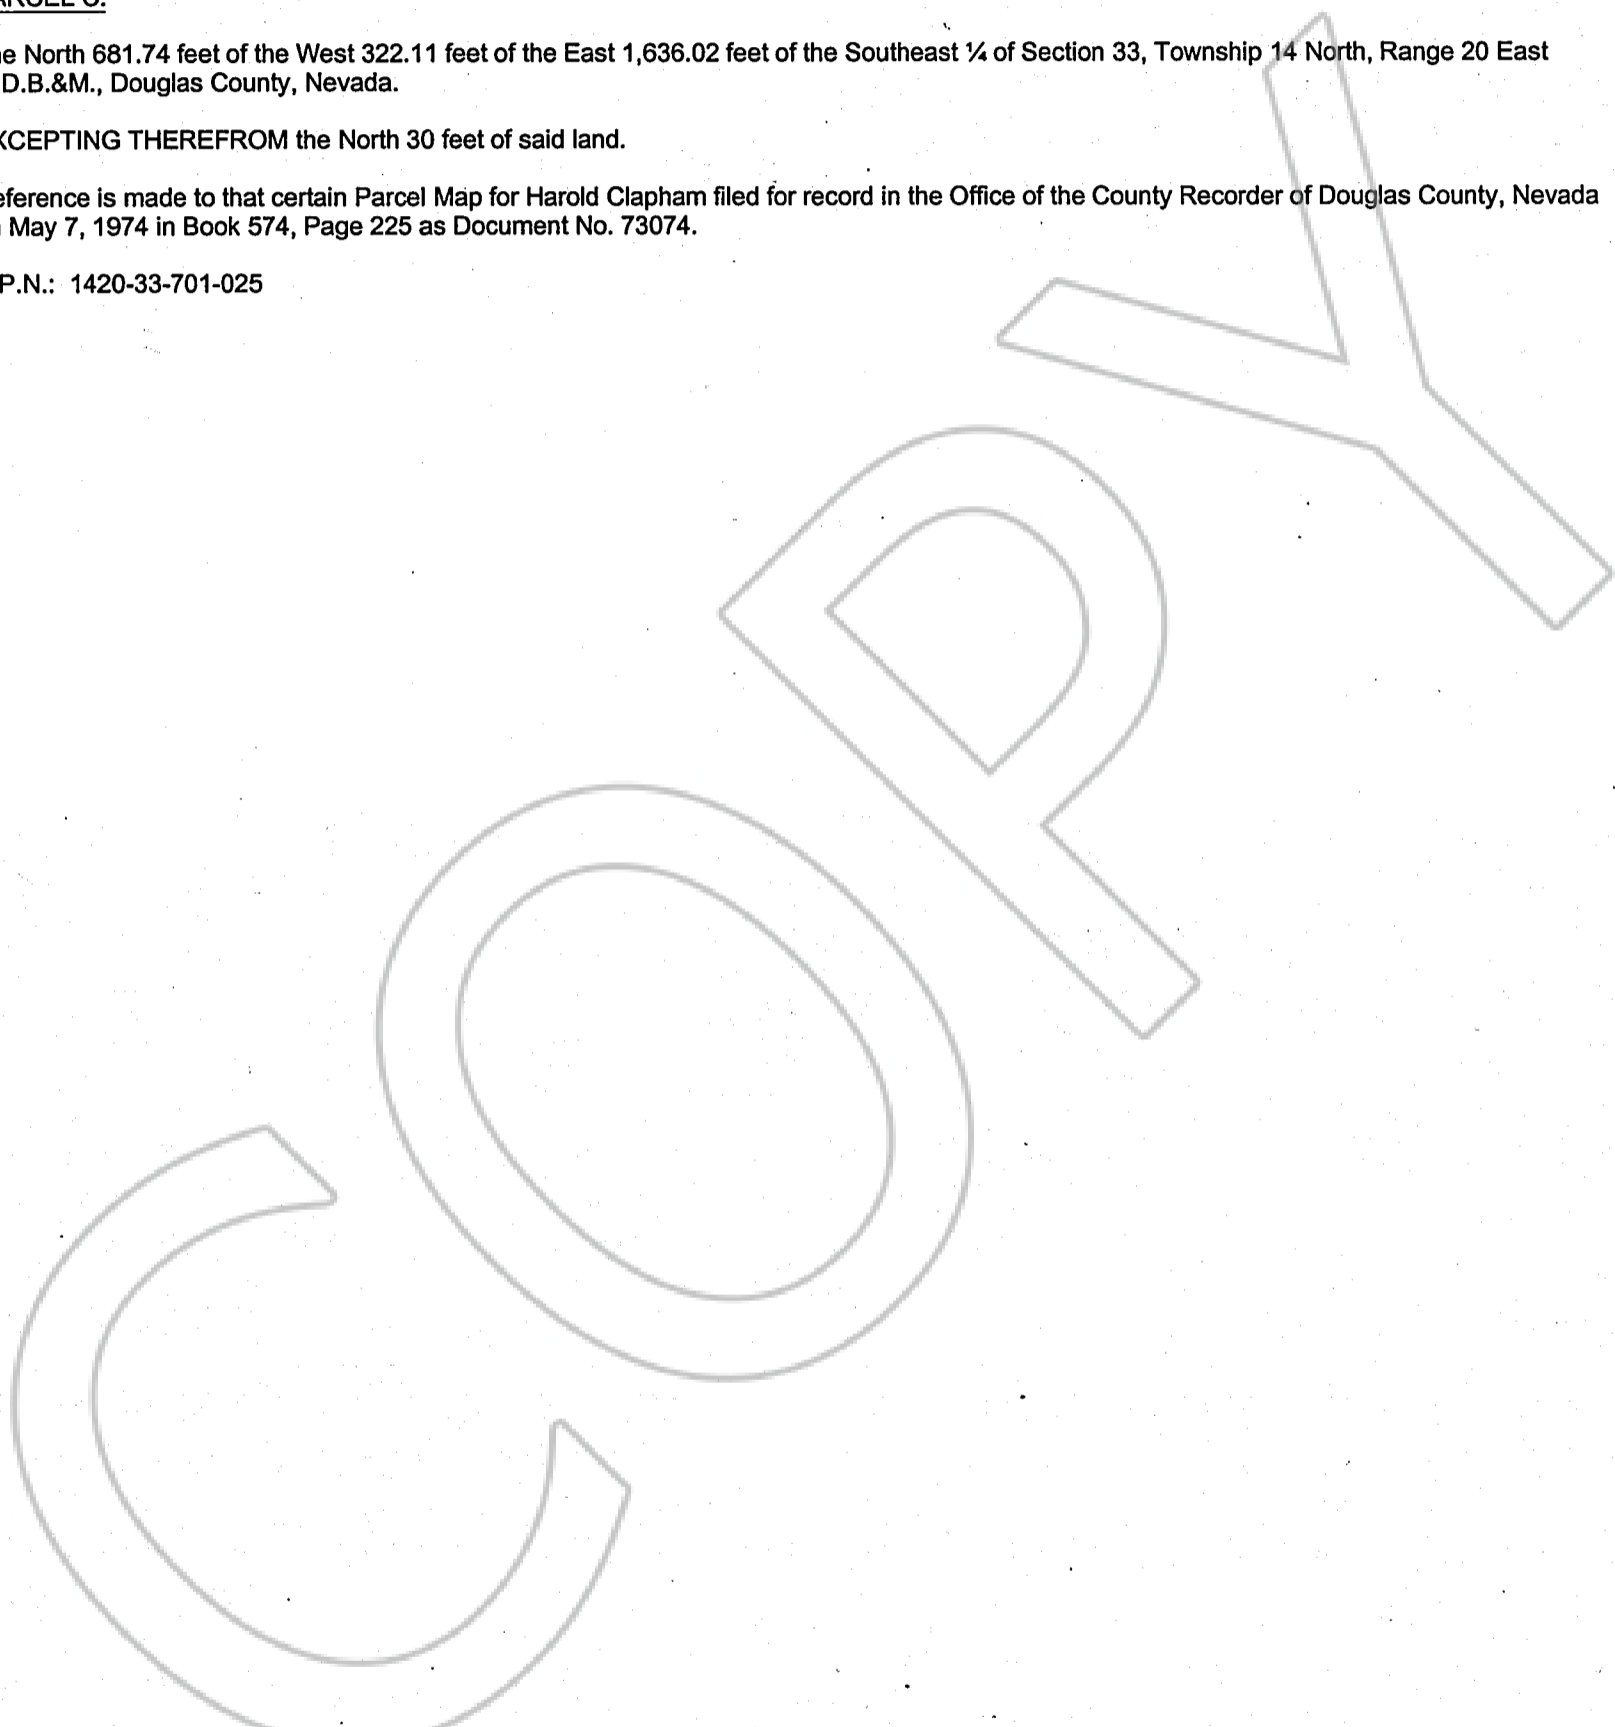 e North 681.74 feet of the West 322.11 feet of the East 1,636.02 feet of the Southeast ¼ of Section 33, Township 14 North, Range 20 East
D.B.&M., Douglas County, Nevada.
XCEPTING THEREFROM the North 30 feet of said land.
eference is made to that certain Parcel Map for Harold Clapham filed for record in the Office of the County Recorder of Douglas County, Nevada
May 7, 1974 in Book 574, Page 225 as Document No. 73074.
P.N.: 1420-33-701-025
COPY